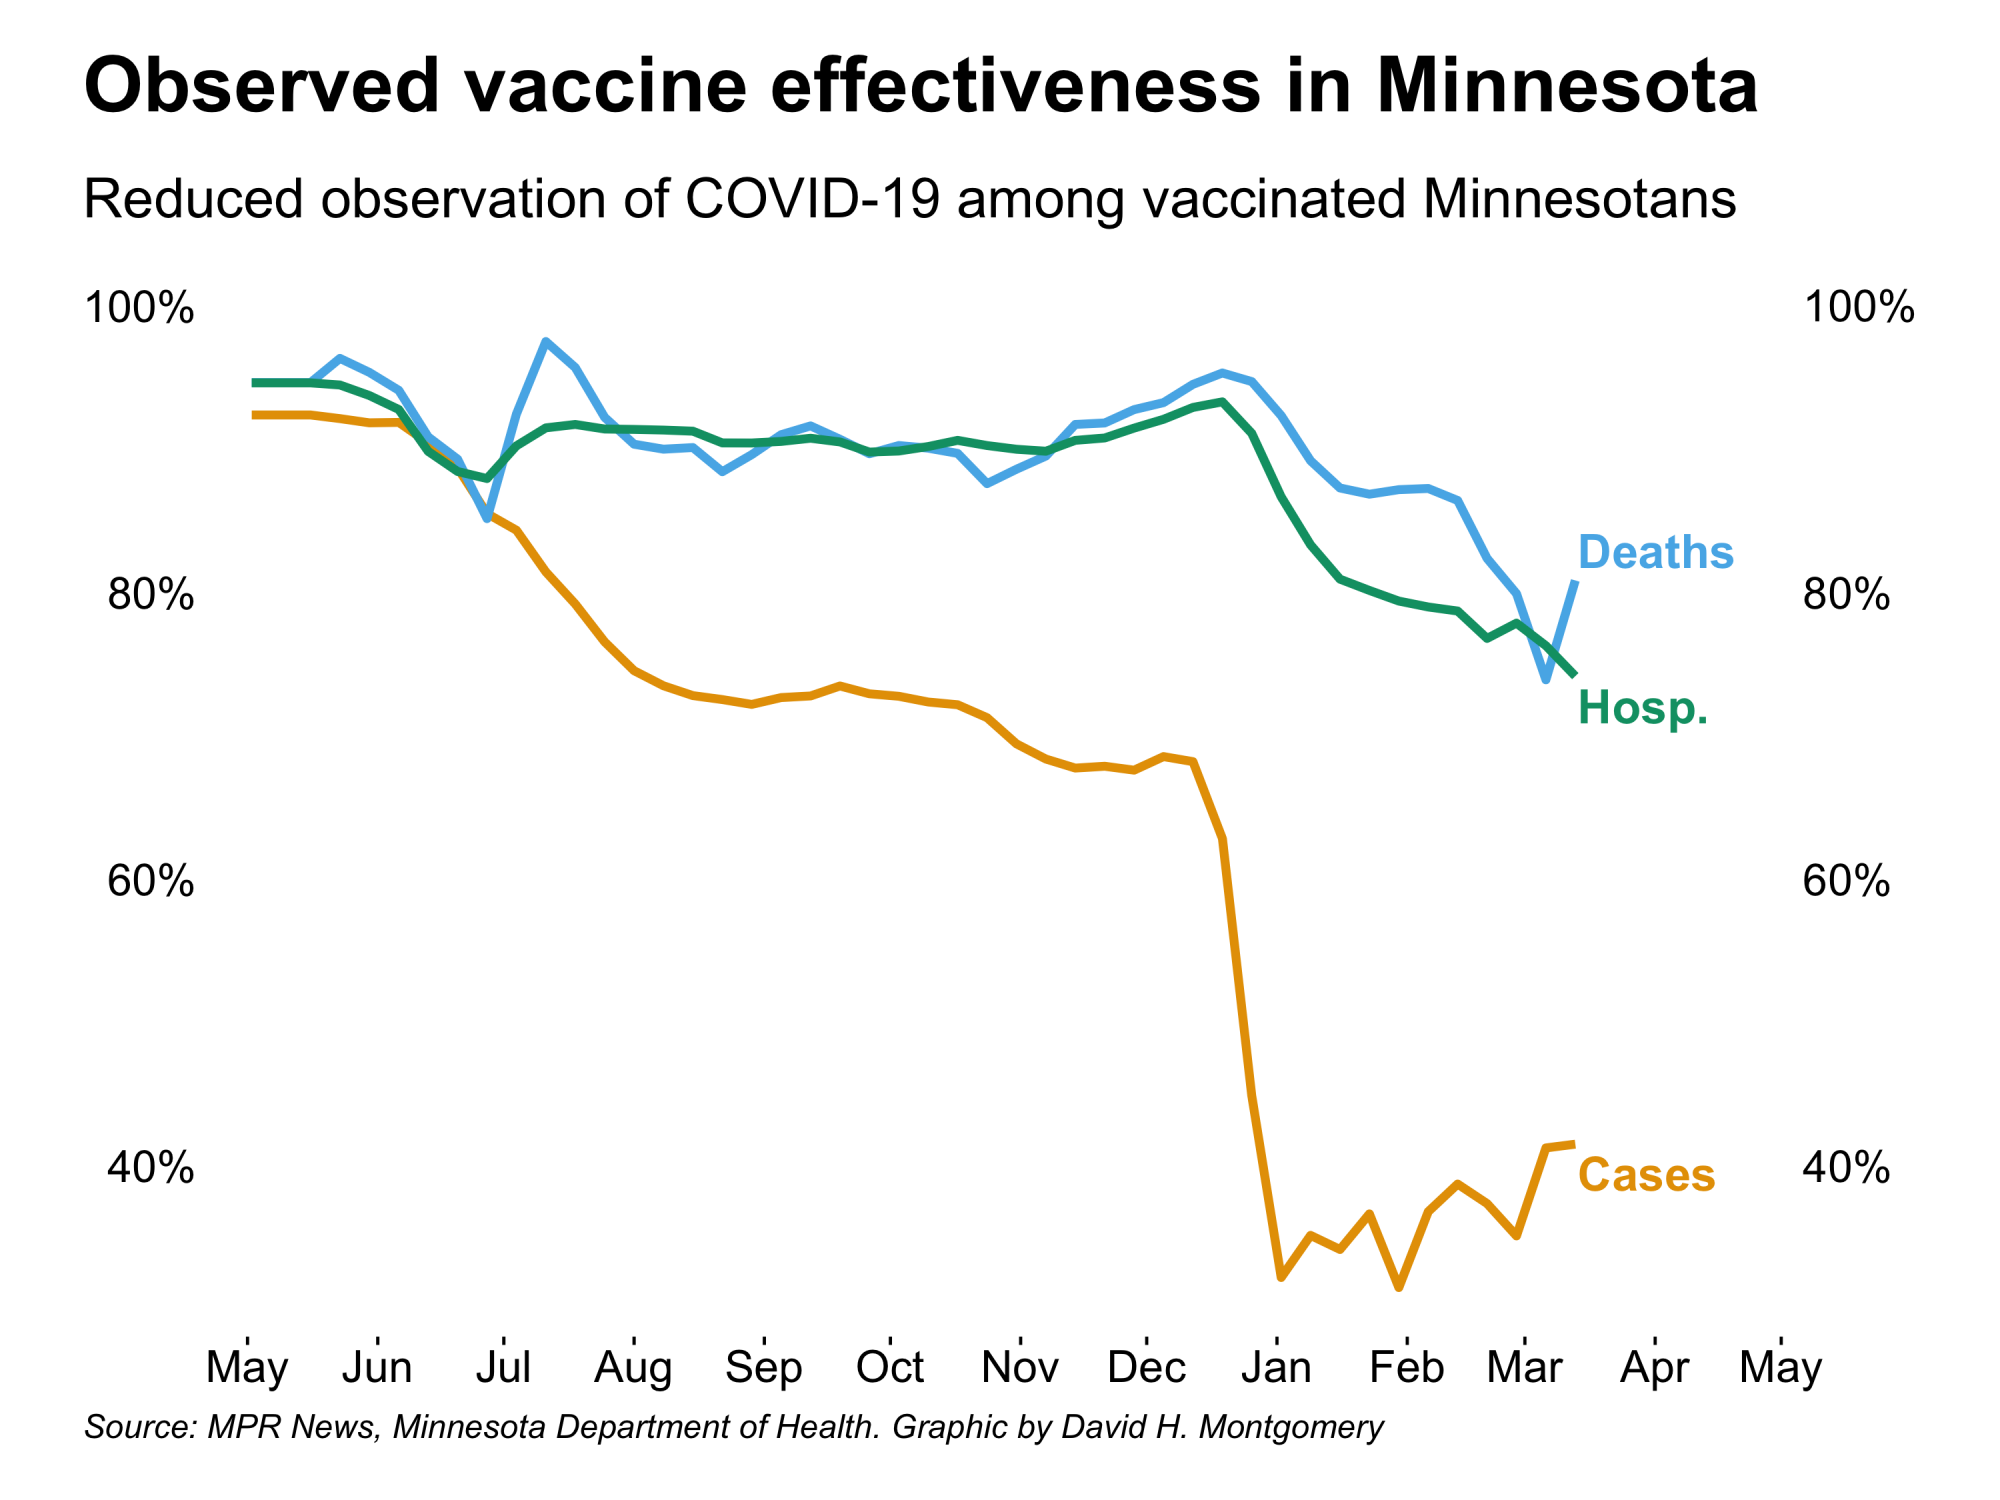 Observed vaccine effectiveness in Minnesota
Reduced observation of COVID-19 among vaccinated Minnesotans
100% 100%
Deaths
80% 80%
Hosp.
60% 60%
40% Cases 40%
May Jun Jul Aug Sep Oct Nov Dec Jan Feb Mar Apr May
Source: MPR News, Minnesota Department of Health. Graphic by David H. Montgomery